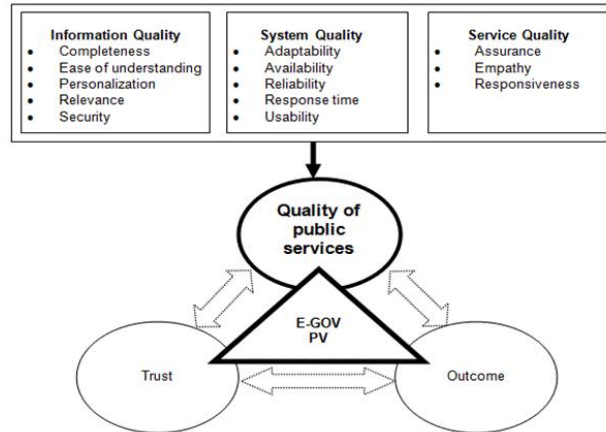 Information Quality
• Completeness
• Ease of understanding
• Personalization
• Relevance
• Security
System Quality
• Adaptability
• Availability
• Reliability
• Response time
• Usability
Service Quality
• Assurance
• Empathy
• Responsiveness
Quality of
public
services
E-GOV
PV
Trust
Outcome